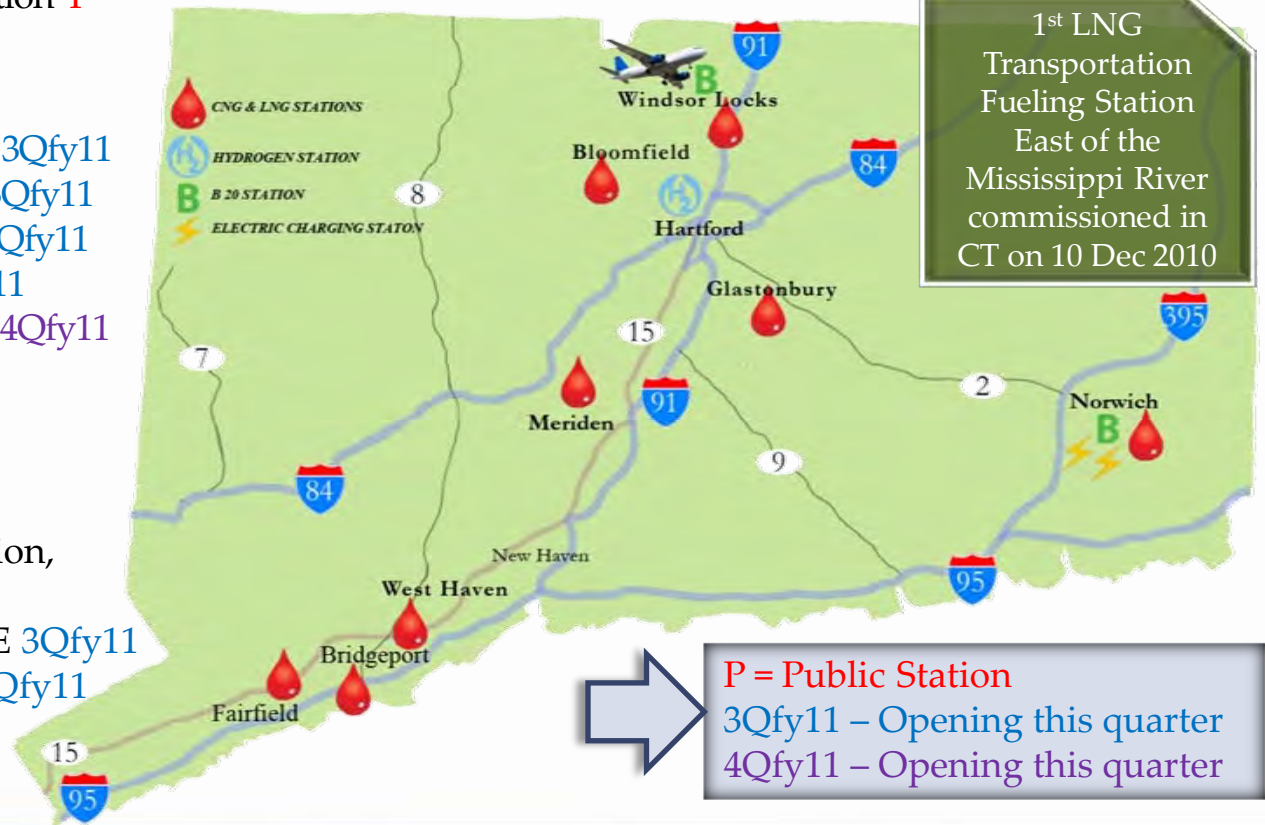 tion
3Qfy11
Qfy11
Qfy11
11
4Qfy11
ion,
E 3Qfy11
Qfy11
CNG & LNG STATIONS
HYDROGEN STATION
B B 20 STATION
ELECTRIC CHARGING STATON
1st LNG
Transportation
Fueling Station
East of the
Mississippi River
commissioned in
CT on 10 Dec 2010
91
B
Windsor Locks
Bloomfield
84
8
H2
Hartford
Glastonbury
395
15
7
2
Meriden
91
Norwich
B
9
84
New Haven
West Haven
95
Bridgeport
Fairfield
15
95
P = Public Station
3Qfy11 – Opening this quarter
4Qfy11 – Opening this quarter